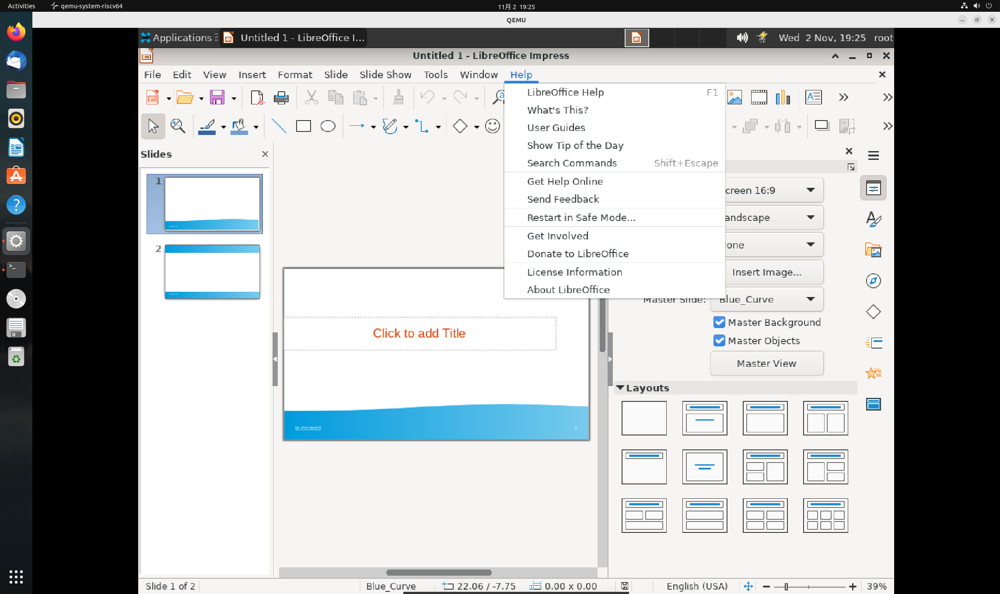 Activities qemu-system-riscv64 11月 2 19:25
QEMU
Applications Untitled 1 - LibreOffice I... Wed 2 Nov, 19:25 root
Untitled 1 - LibreOffice Impress
File Edit View Insert Format Slide Slide Show Tools Window Help
LibreOffice Help F1
What's This?
User Guides
Show Tip of the Day
Search Commands Shift+Escape
Get Help Online
Send Feedback
Restart in Safe Mode...
Get Involved
Donate to LibreOffice
License Information
About LibreOffice
Slides
1
2
creen 16:9
andscape
one
Insert Image...
Master Slide: Blue_Curve
Master Background
Master Objects
Master View
Click to add Title
11/02/2022 1
Layouts
Slide 1 of 2 Blue_Curve 22.06 / -7.75 0.00 x 0.00 English (USA) 39%